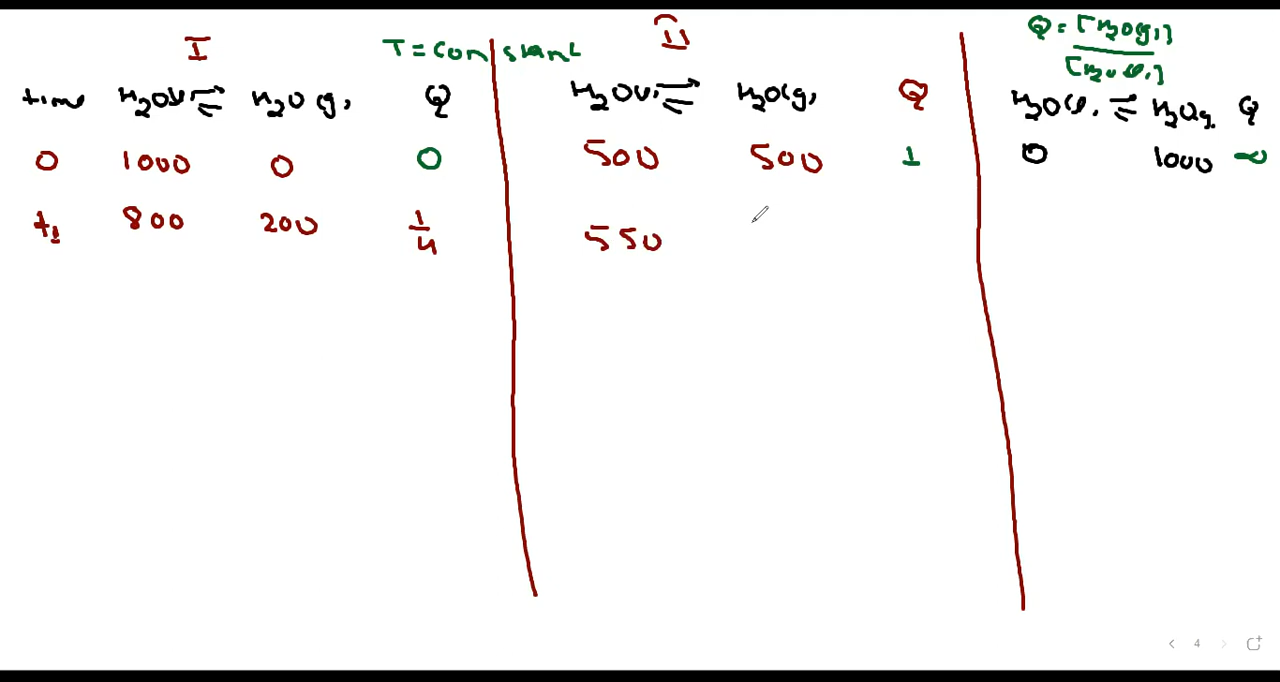 I T = Constant II Q = [H2O(g)]
[H2O(l)]
time H2O(l) ⇌ H2O(g) Q H2O(l) ⇌ H2O(g) Q H2O(l) ⇌ H2O(g) Q
0 1000 0 0 500 500 1 0 1000 ∞
t1 800 200 1/4 550
4